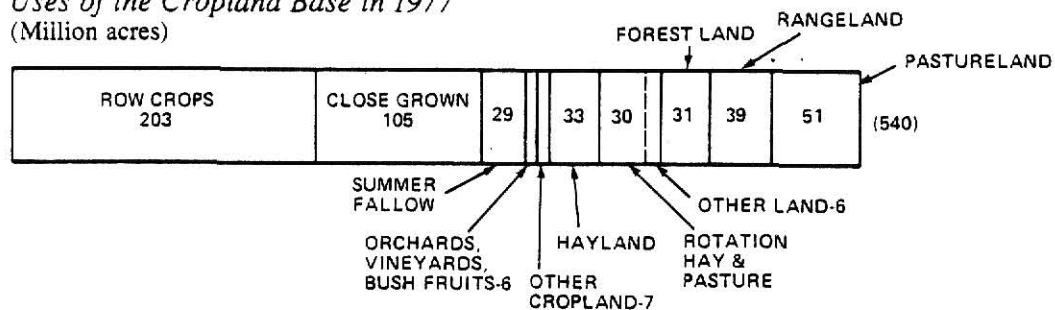 Uses of the Cropland Base in 1977
(Million acres)
FOREST LAND
RANGELAND
PASTURELAND
ROW CROPS
203
CLOSE GROWN
105
29
33
30
31
39
51
(540)
SUMMER
FALLOW
ORCHARDS,
VINEYARDS,
BUSH FRUITS-6
OTHER
CROPLAND-7
HAYLAND
ROTATION
HAY &
PASTURE
OTHER LAND-6